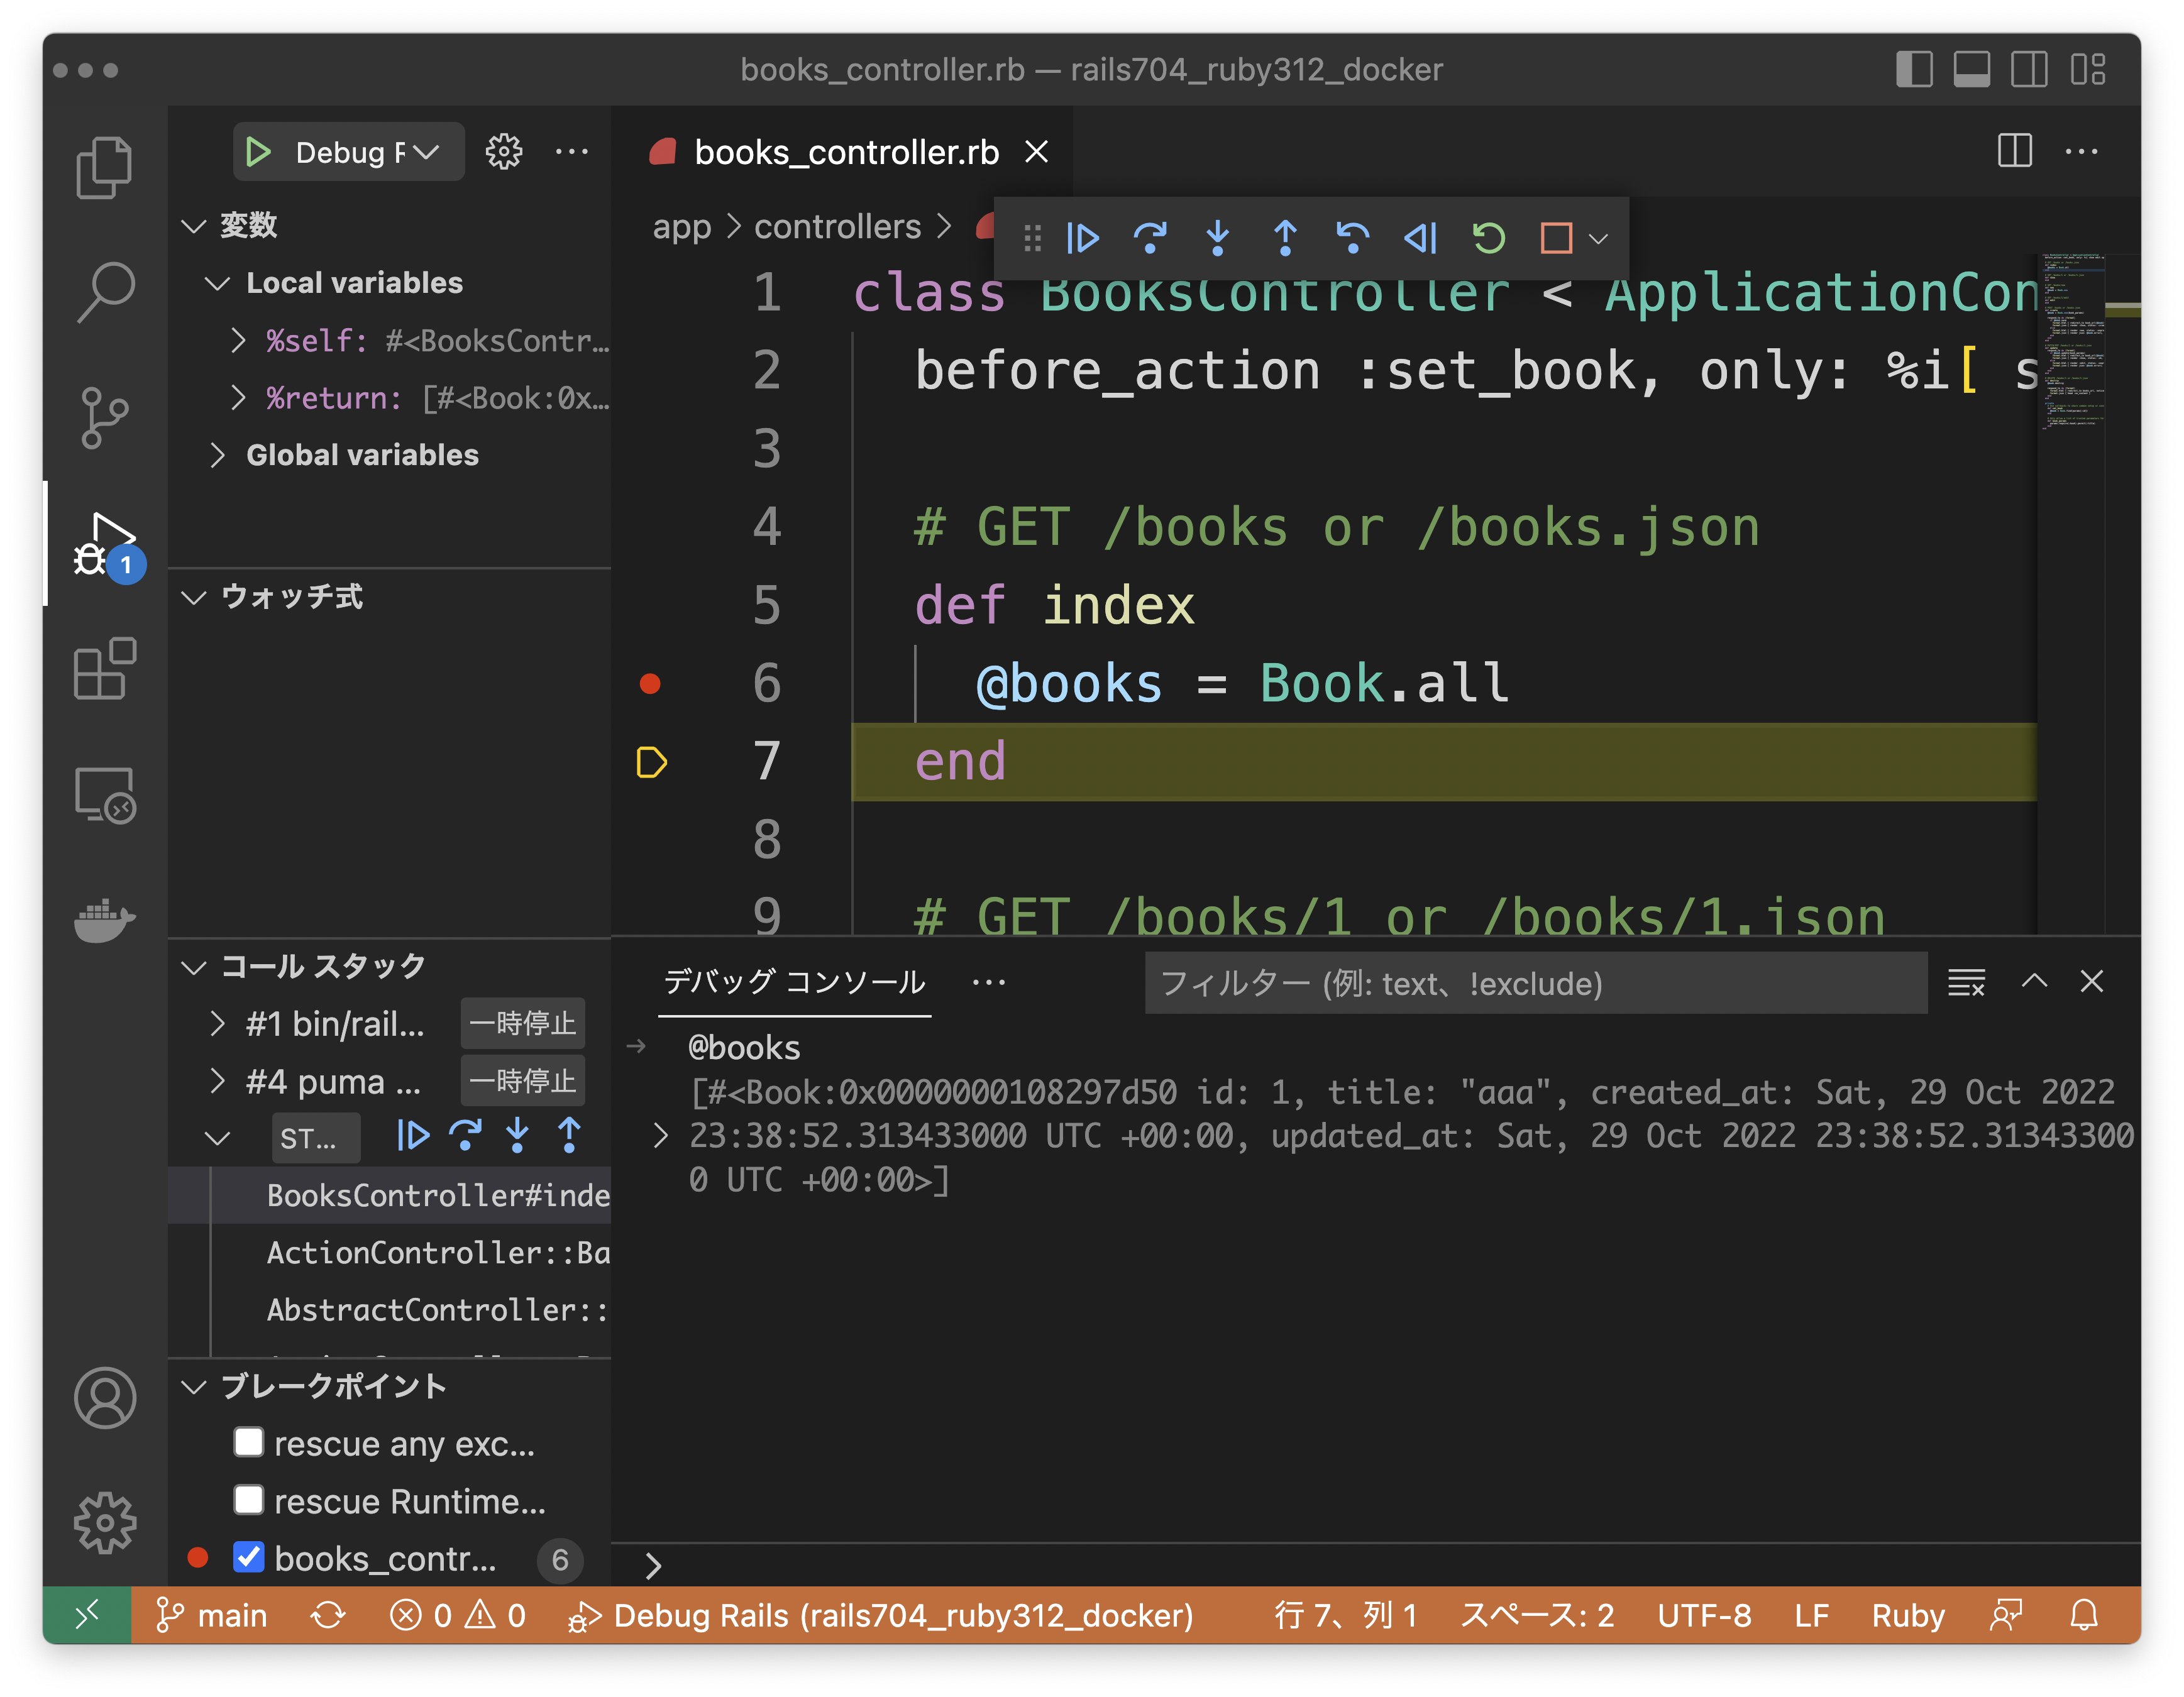 books_controller.rb — rails704_ruby312_docker
Debug R
books_controller.rb
変数
Local variables
%self: #<BooksContr...
%return: [#<Book:0x...
Global variables
1
ウォッチ式
コール スタック
#1 bin/rail... 一時停止
#4 puma ... 一時停止
ST...
BooksController#inde
ActionController::Ba
AbstractController::
ブレークポイント
rescue any exc...
rescue Runtime...
books_contr... 6
app > controllers >
1 class BooksController < ApplicationCon
2 before_action :set_book, only: %i[ s
3
4 # GET /books or /books.json
5 def index
6 @books = Book.all
7 end
8
9 # GET /books/1 or /books/1.json
デバッグ コンソール
フィルター (例: text、!exclude)
@books
[#<Book:0x0000000108297d50 id: 1, title: "aaa", created_at: Sat, 29 Oct 2022
23:38:52.313433000 UTC +00:00, updated_at: Sat, 29 Oct 2022 23:38:52.31343300
0 UTC +00:00>]
main 0 0 Debug Rails (rails704_ruby312_docker) 行 7、列 1 スペース: 2 UTF-8 LF Ruby